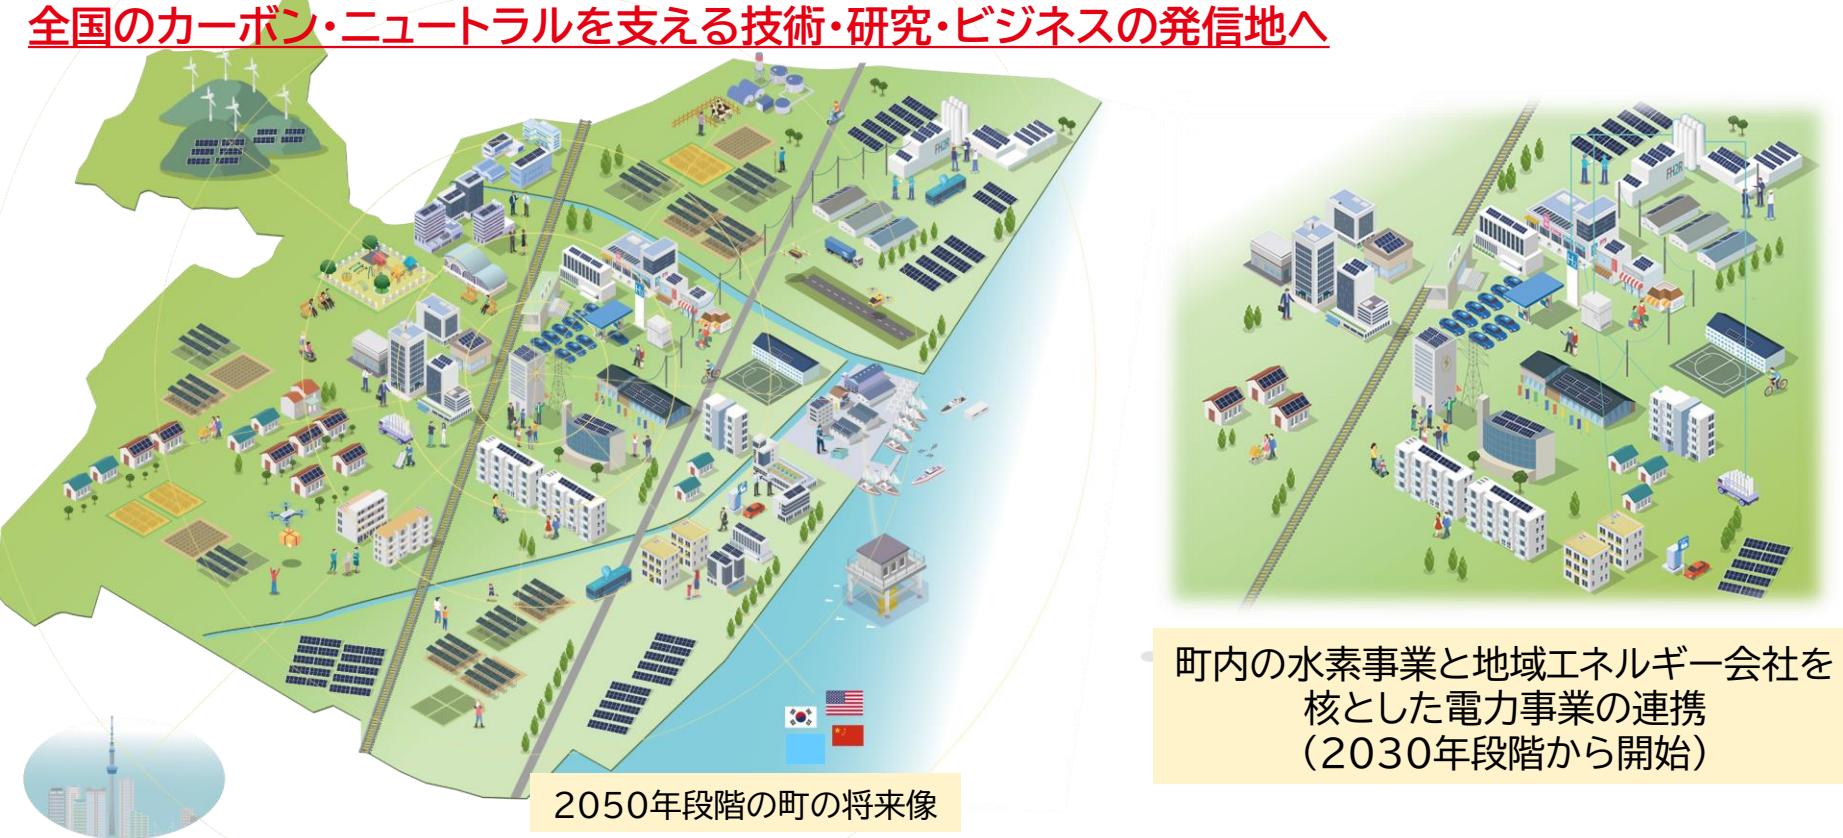 全国のカーボン・ニュートラルを支える技術・研究・ビジネスの発信地へ
FH2R
FH2R
町内の水素事業と地域エネルギー会社を
核とした電力事業の連携
（2030年段階から開始）
2050年段階の町の将来像